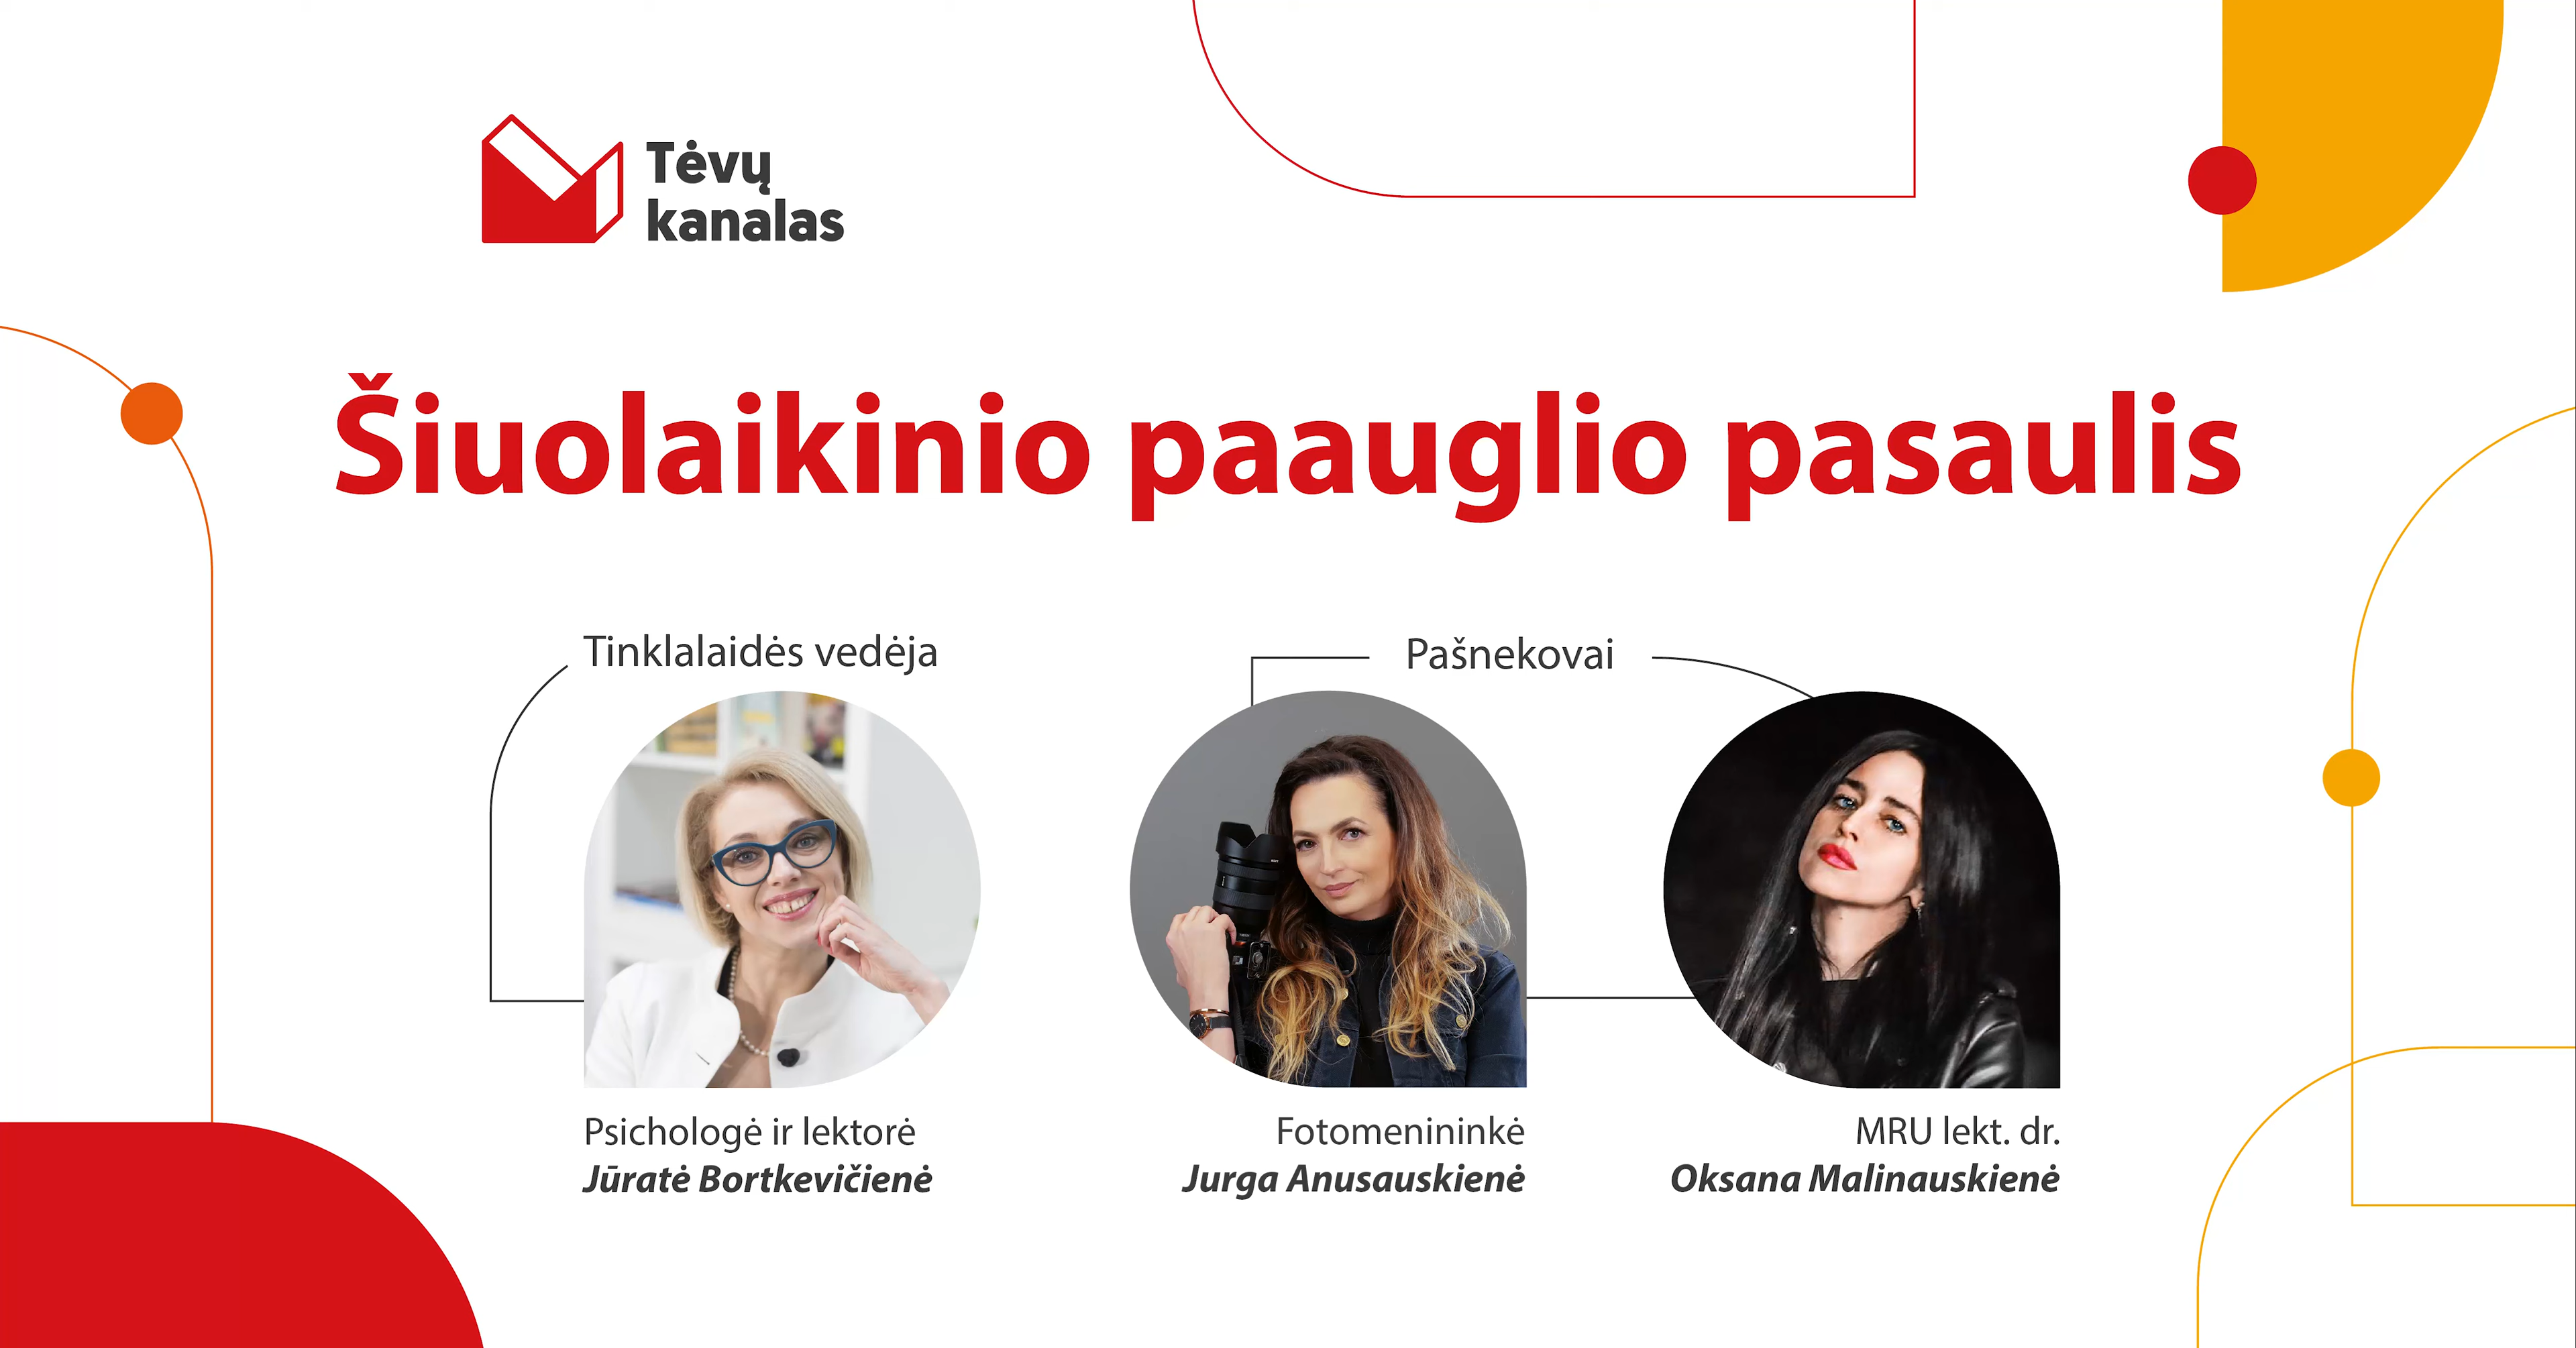 Tėvų
kanalas
Šiuolaikinio paauglio pasaulis
Tinklalaidės vedėja
Pašnekovai
Psichologė ir lektorė
Jūratė Bortkevičienė
Fotomenininkė
Jurga Anusauskienė
MRU lekt. dr.
Oksana Malinauskienė